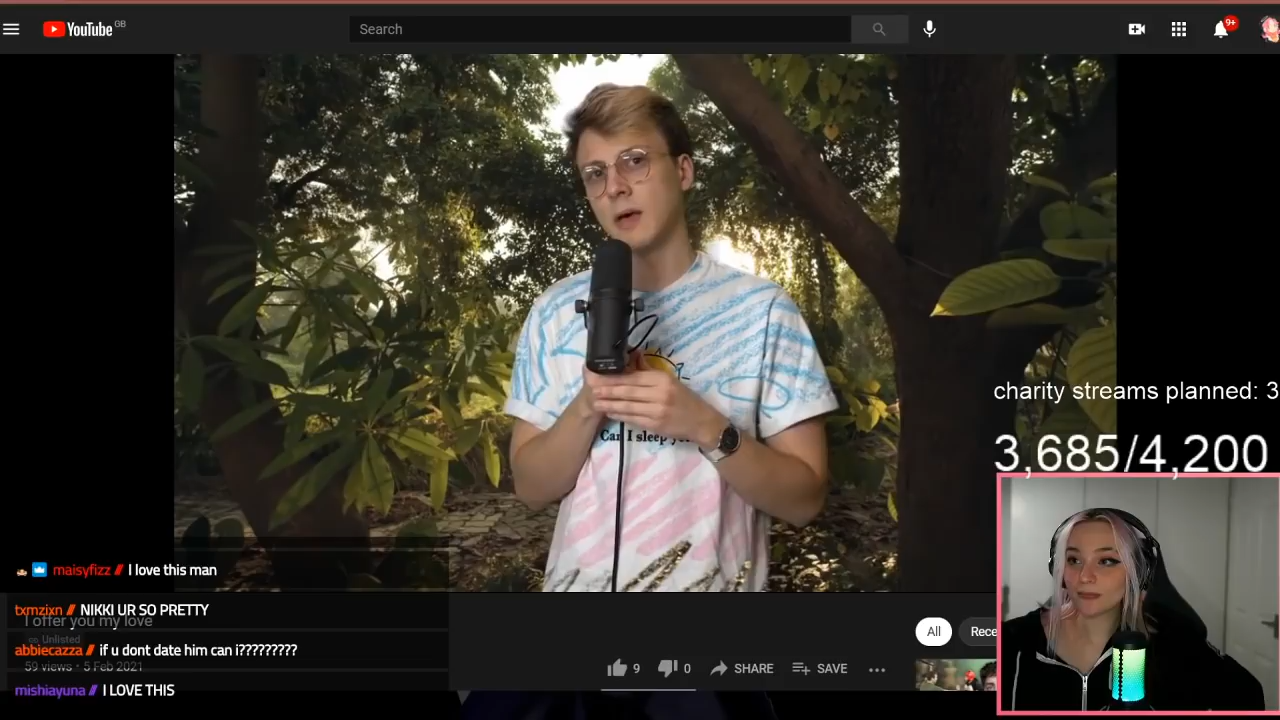 YouTube GB
Search
9+
Can I sleep
charity streams planned: 3
3,685/4,200
maisyfizz // I love this man
txmzixn // NIKKI UR SO PRETTY
I offer you my love
Unlisted
abbiecazza // if u dont date him can i?????????
59 views • 5 Feb 2021
mishiayuna // I LOVE THIS
9
0
SHARE
SAVE
All
Rece